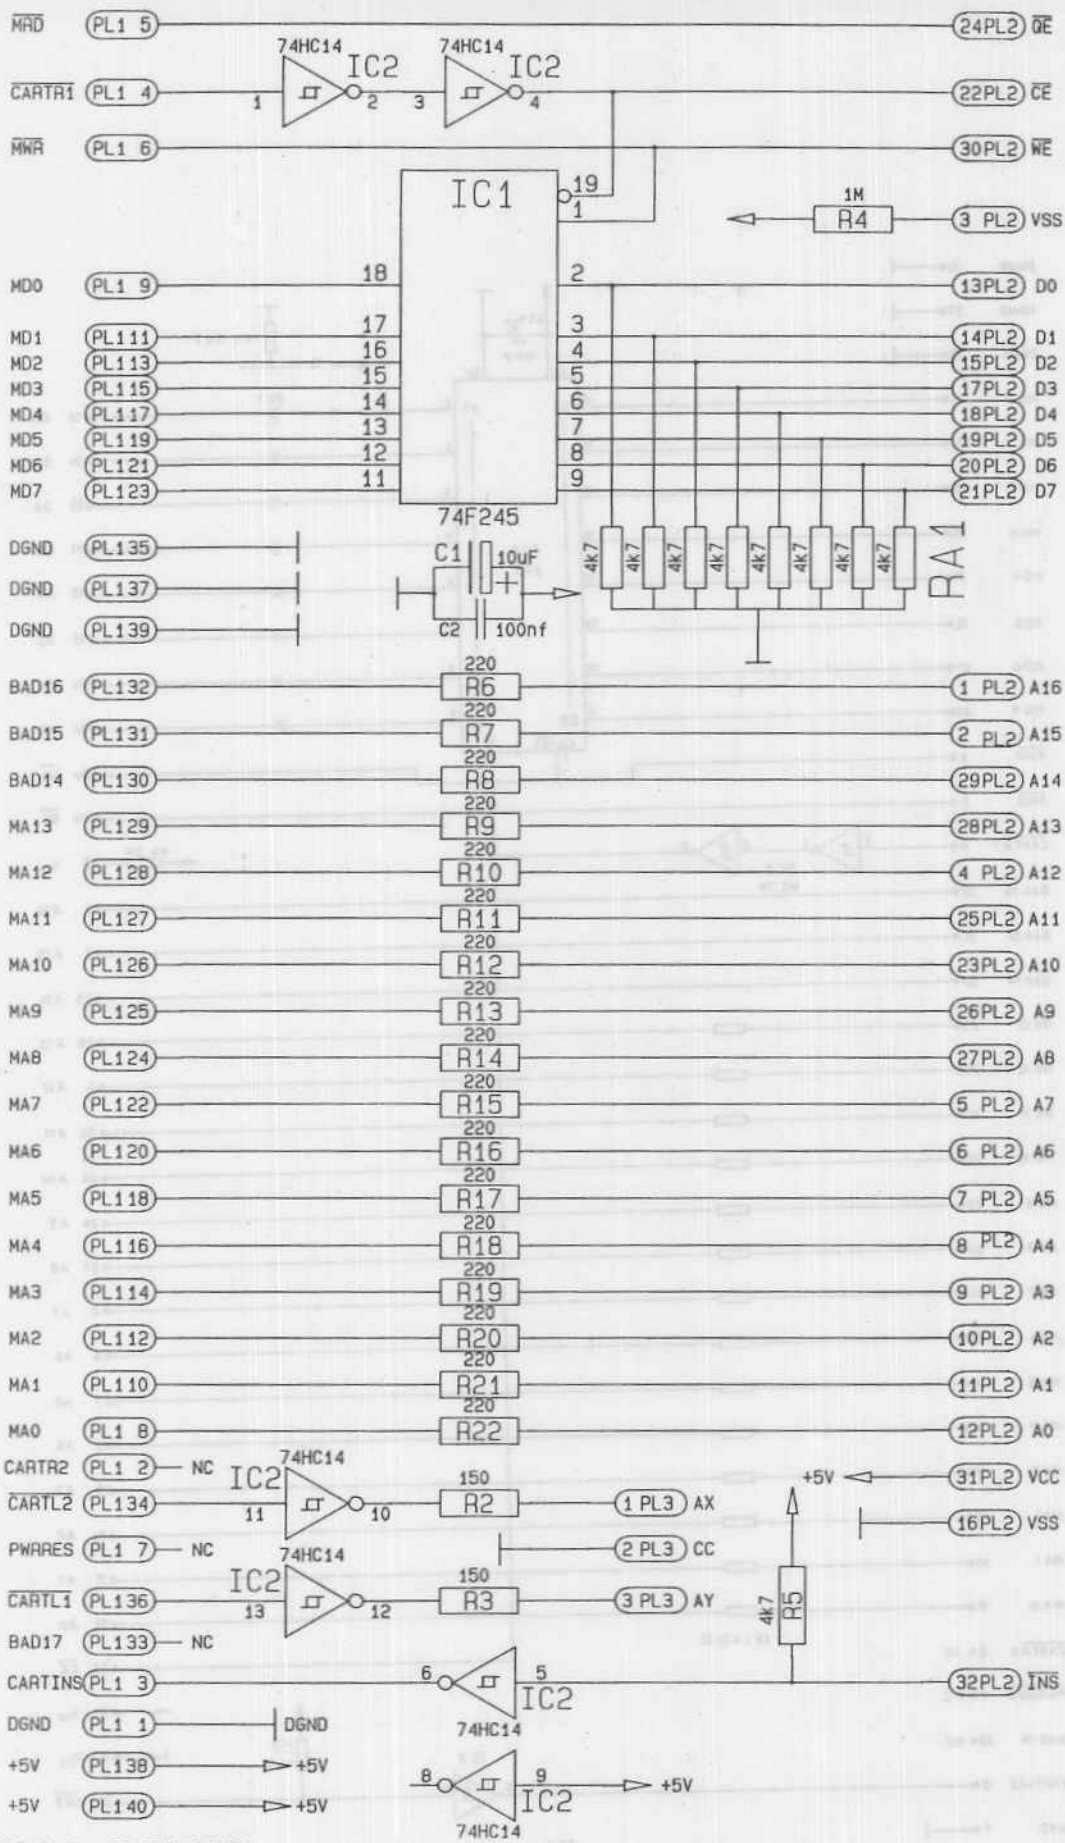 MRD PL1 5 24PL2 OE
74HC14 IC2 74HC14 IC2
CARTR1 PL1 4 1 2 3 4 22PL2 CE
MWR PL1 6 30PL2 WE
IC1 19
1
1M
R4 3 PL2 VSS
MD0 PL1 9 18 2 13PL2 D0
MD1 PL111 17 3 14PL2 D1
MD2 PL113 16 4 15PL2 D2
MD3 PL115 15 5 17PL2 D3
MD4 PL117 14 6 18PL2 D4
MD5 PL119 13 7 19PL2 D5
MD6 PL121 12 8 20PL2 D6
MD7 PL123 11 9 21PL2 D7
74F245
DGND PL135
C1 10uF +
4k7 4k7 4k7 4k7 4k7 4k7 4k7 4k7 RA1
DGND PL137
DGND PL139
C2 100nf
220
BAD16 PL132 R6 1 PL2 A16
220
BAD15 PL131 R7 2 PL2 A15
220
BAD14 PL130 R8 29PL2 A14
220
MA13 PL129 R9 28PL2 A13
220
MA12 PL128 R10 4 PL2 A12
220
MA11 PL127 R11 25PL2 A11
220
MA10 PL126 R12 23PL2 A10
220
MA9 PL125 R13 26PL2 A9
220
MA8 PL124 R14 27PL2 A8
220
MA7 PL122 R15 5 PL2 A7
220
MA6 PL120 R16 6 PL2 A6
220
MA5 PL118 R17 7 PL2 A5
220
MA4 PL116 R18 8 PL2 A4
220
MA3 PL114 R19 9 PL2 A3
220
MA2 PL112 R20 10PL2 A2
220
MA1 PL110 R21 11PL2 A1
220
MA0 PL1 8 R22 12PL2 A0
74HC14
CARTR2 PL1 2 NC IC2
150
+5V 31PL2 VCC
CARTL2 PL134 11 10 R2 1 PL3 AX
16PL2 VSS
PWRRES PL1 7 NC 74HC14 2 PL3 CC
IC2 150
CARTL1 PL136 13 12 R3 3 PL3 AY
4k7 R5
BAD17 PL133 NC
CARTINS PL1 3 6 5 IC2 32PL2 INS
74HC14
DGND PL1 1 DGND
+5V PL138 +5V
8 9 IC2 +5V
+5V PL140 +5V
74HC14